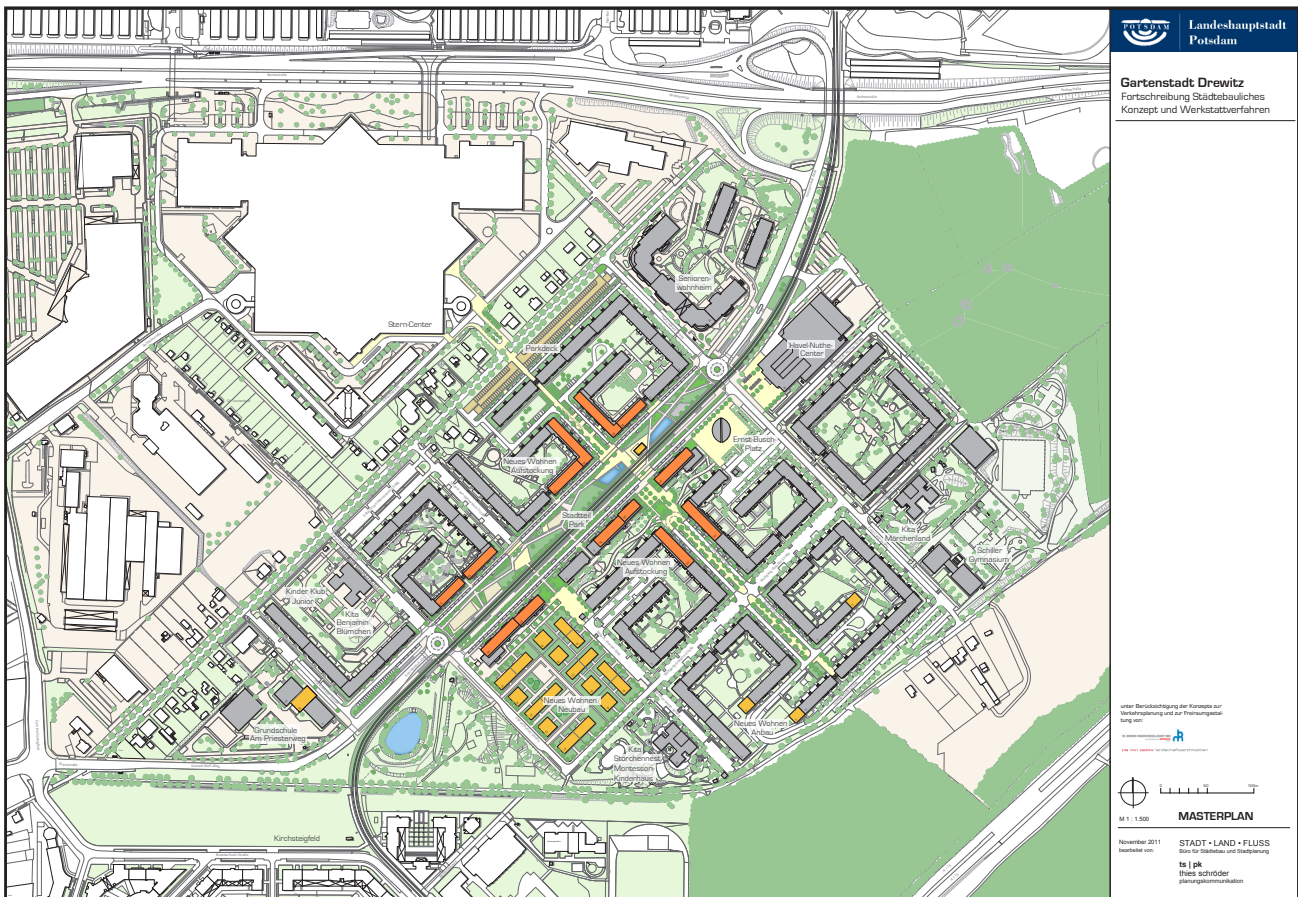 POTSDAM
Landeshauptstadt
Potsdam
Gartenstadt Drewitz
Fortschreibung Städtebauliches
Konzept und Werkstattverfahren
Senioren-
wohnheim
Stern-Center
Parkdeck
Havel-Nuthe-
Center
Ernst-Busch-
Platz
Neues Wohnen
Aufstockung
Stadtteil
Park
Kita
Märchenland
Schiller
Gymnasium
Neues Wohnen
Aufstockung
Kinder Klub
Junior
Kita
Benjamin
Blümchen
Neues Wohnen
Neubau
Neues Wohnen
Anbau
Grundschule
Am Priesterweg
Kita
Storchennest
Montessori-
Kinderhaus
Kirchsteigfeld
unter Berücksichtigung der Konzepte zur
Verkehrsplanung und zur Freiraumgestal-
tung von:
M 1 : 1.500
MASTERPLAN
November 2011
bearbeitet von:
STADT • LAND • FLUSS
Büro für Städtebau und Stadtplanung
ts | pk
thies schröder
planungskommunikation